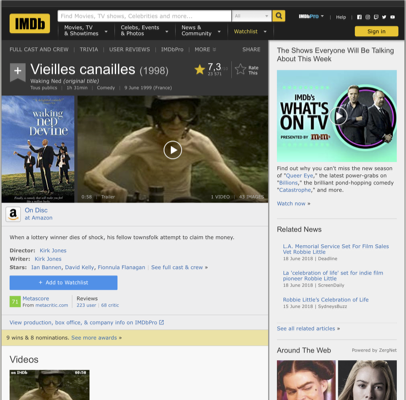 IMDb
Find Movies, TV shows, Celebrities and more...
All
IMDbPro
Help
Movies, TV & Showtimes
Celebs, Events & Photos
News & Community
Watchlist
Sign in
FULL CAST AND CREW | TRIVIA | USER REVIEWS | IMDbPro | MORE
SHARE
Vieilles canailles (1998)
Waking Ned (original title)
Tous publics | 1h 31min | Comedy | 9 June 1999 (France)
7,3
Rate This
waking ned devine
0:56 | Trailer
1 VIDEO
On Disc
at Amazon
When a lottery winner dies of shock, his fellow townsfolk attempt to claim the money.
Director: Kirk Jones
Writer: Kirk Jones
Stars: Ian Bannen, David Kelly, Fionnula Flanagan | See full cast & crew »
+ Add to Watchlist
Metascore
From metacritic.com
Reviews
223 user | 68 critic
View production, box office, & company info on IMDbPro
9 wins & 8 nominations. See more awards »
Videos
The Shows Everyone Will Be Talking About This Week
IMDb's
WHAT'S ON TV
PRESENTED BY m&m's
Find out why you can't miss the new season of "Queer Eye," the latest power-grabs on "Billions," the brilliant pond-hopping comedy "Catastrophe," and more.
Watch now »
Related News
L.A. Memorial Service Set For Film Sales Vet Robbie Little
18 June 2018 | Deadline
La 'celebration of life' set for indie film pioneer Robbie Little
16 June 2018 | ScreenDaily
Robbie Little's Celebration of Life
15 June 2018 | SydneysBuzz
See all related articles »
Around The Web
Powered by ZergNet